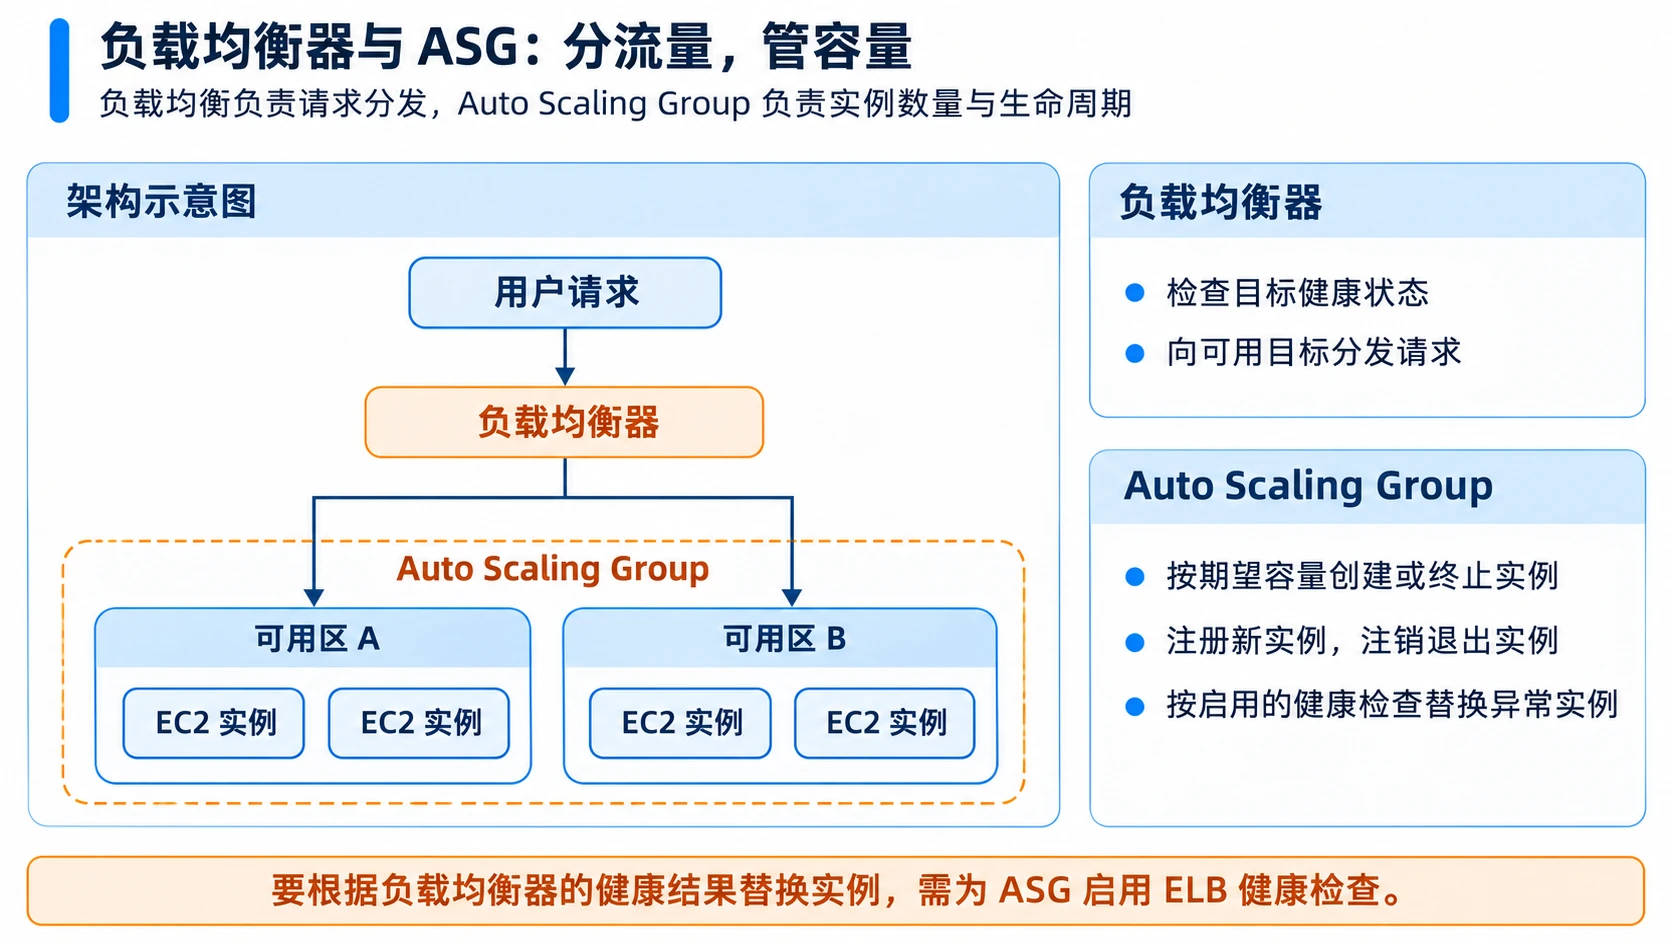 负载均衡器与 ASG：分流量，管容量
负载均衡负责请求分发，Auto Scaling Group 负责实例数量与生命周期
架构示意图
用户请求
负载均衡器
Auto Scaling Group
可用区 A
EC2 实例
EC2 实例
可用区 B
EC2 实例
EC2 实例
负载均衡器
检查目标健康状态
向可用目标分发请求
Auto Scaling Group
按期望容量创建或终止实例
注册新实例，注销退出实例
按启用的健康检查替换异常实例
要根据负载均衡器的健康结果替换实例，需为 ASG 启用 ELB 健康检查。